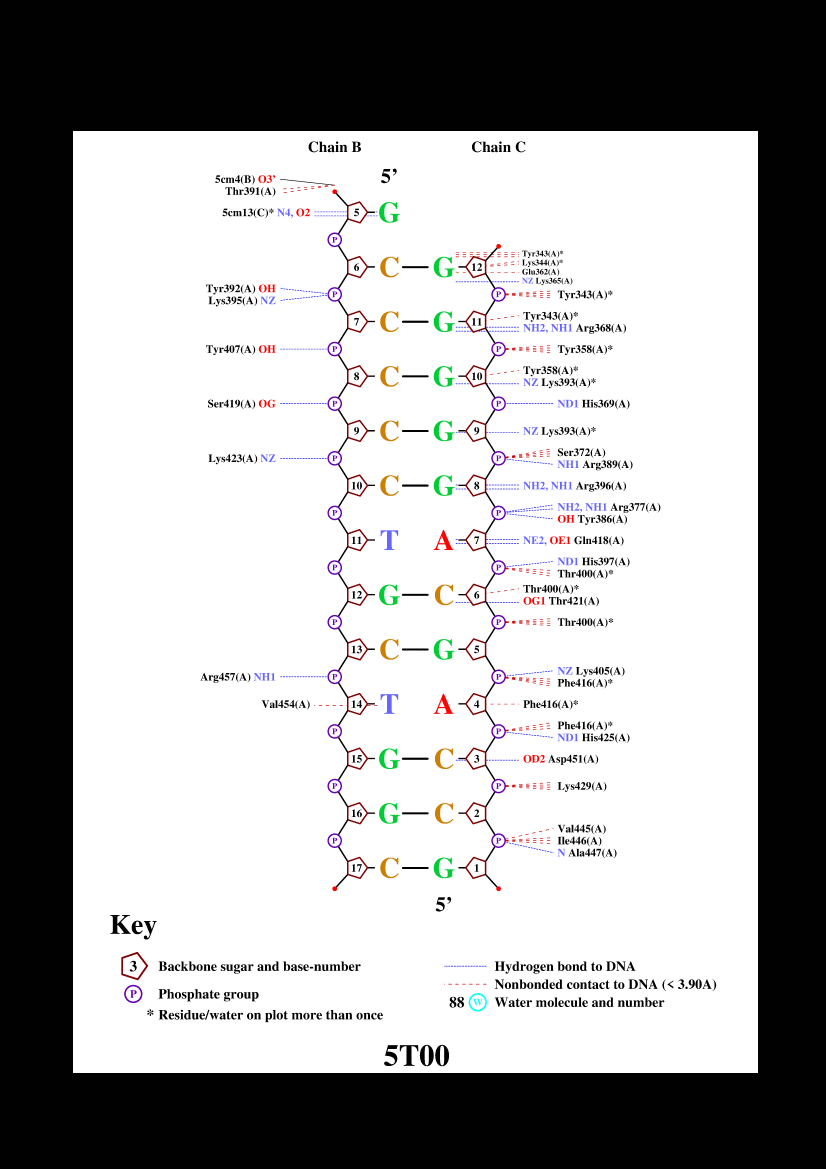 Chain B Chain C
5'
5cm4(B) O3'
Thr391(A)
5cm13(C)* N4, O2 5 G
P
Tyr343(A)*
Lys344(A)*
6 C G 12
Glu362(A)
NZ Lys365(A)
Tyr392(A) OH
P P Tyr343(A)*
Lys395(A) NZ
Tyr343(A)*
7 C G 11
NH2, NH1 Arg368(A)
Tyr407(A) OH P P Tyr358(A)*
Tyr358(A)*
8 C G 10
NZ Lys393(A)*
Ser419(A) OG P P ND1 His369(A)
9 C G 9 NZ Lys393(A)*
Ser372(A)
Lys423(A) NZ P P
NH1 Arg389(A)
10 C G 8 NH2, NH1 Arg396(A)
NH2, NH1 Arg377(A)
P P
OH Tyr386(A)
11 T A 7 NE2, OE1 Gln418(A)
ND1 His397(A)
P P
Thr400(A)*
Thr400(A)*
12 G C 6
OG1 Thr421(A)
P P Thr400(A)*
13 C G 5
NZ Lys405(A)
Arg457(A) NH1 P P
Phe416(A)*
Val454(A) 14 T A 4 Phe416(A)*
Phe416(A)*
P P
ND1 His425(A)
15 G C 3 OD2 Asp451(A)
P P Lys429(A)
16 G C 2
Val445(A)
P P Ile446(A)
N Ala447(A)
17 C G 1
5'
Key
3 Backbone sugar and base-number
Hydrogen bond to DNA
Nonbonded contact to DNA (< 3.90A)
P Phosphate group
88 W Water molecule and number
* Residue/water on plot more than once
5T00